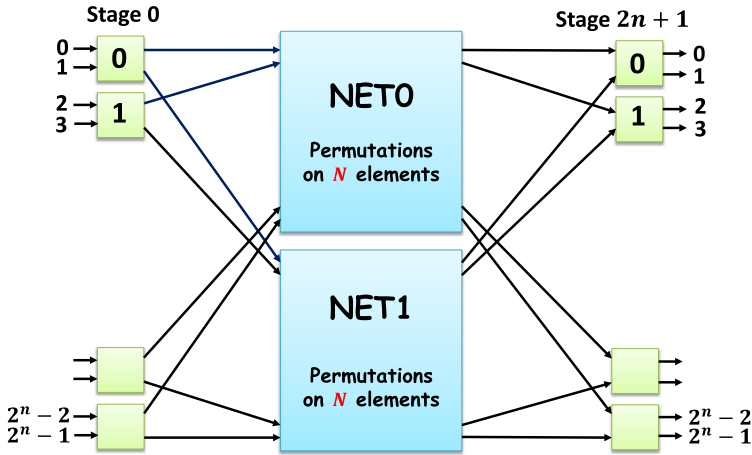 Stage 0
Stage 2n + 1
0
1
0
2
3
1
NET0
Permutations
on N elements
0
0
1
1
2
3
NET1
Permutations
on N elements
2^n − 2
2^n − 1
2^n − 2
2^n − 1